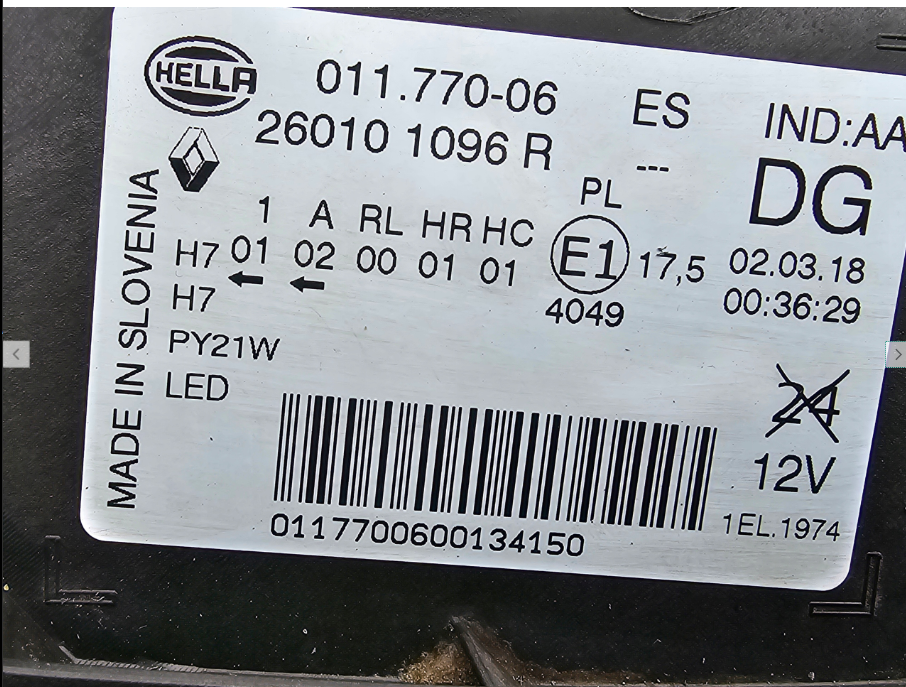 HELLA
011.770-06
ES
IND:AA
26010 1096 R
---
DG
PL
1 A RL HR HC
H7 01 02 00 01 01
E1
17,5
02.03.18
H7
4049
00:36:29
PY21W
LED
MADE IN SLOVENIA
24
12V
1EL.1974
0117700600134150